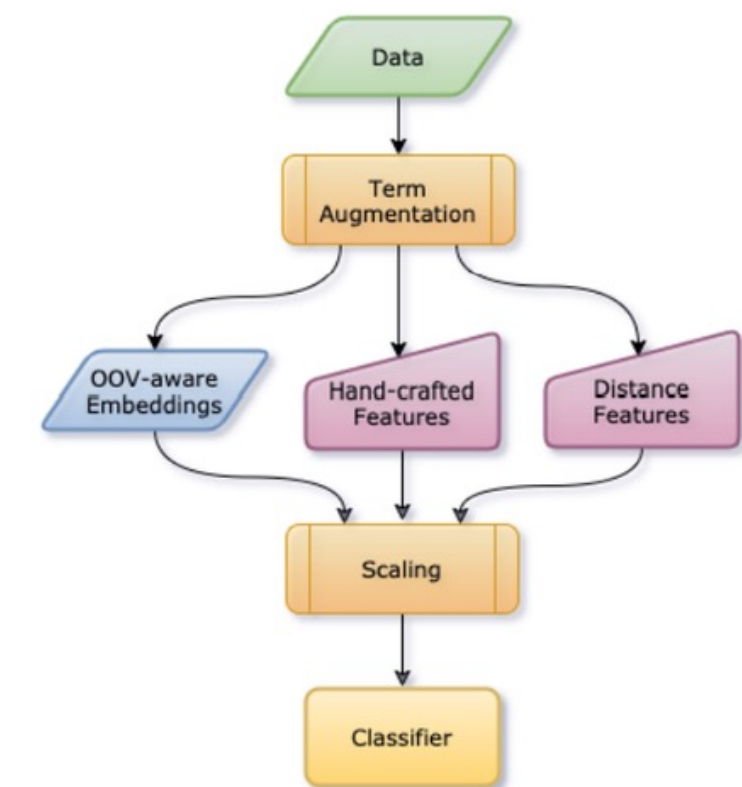 Data
Term
Augmentation
OOV-aware
Embeddings
Hand-crafted
Features
Distance
Features
Scaling
Classifier